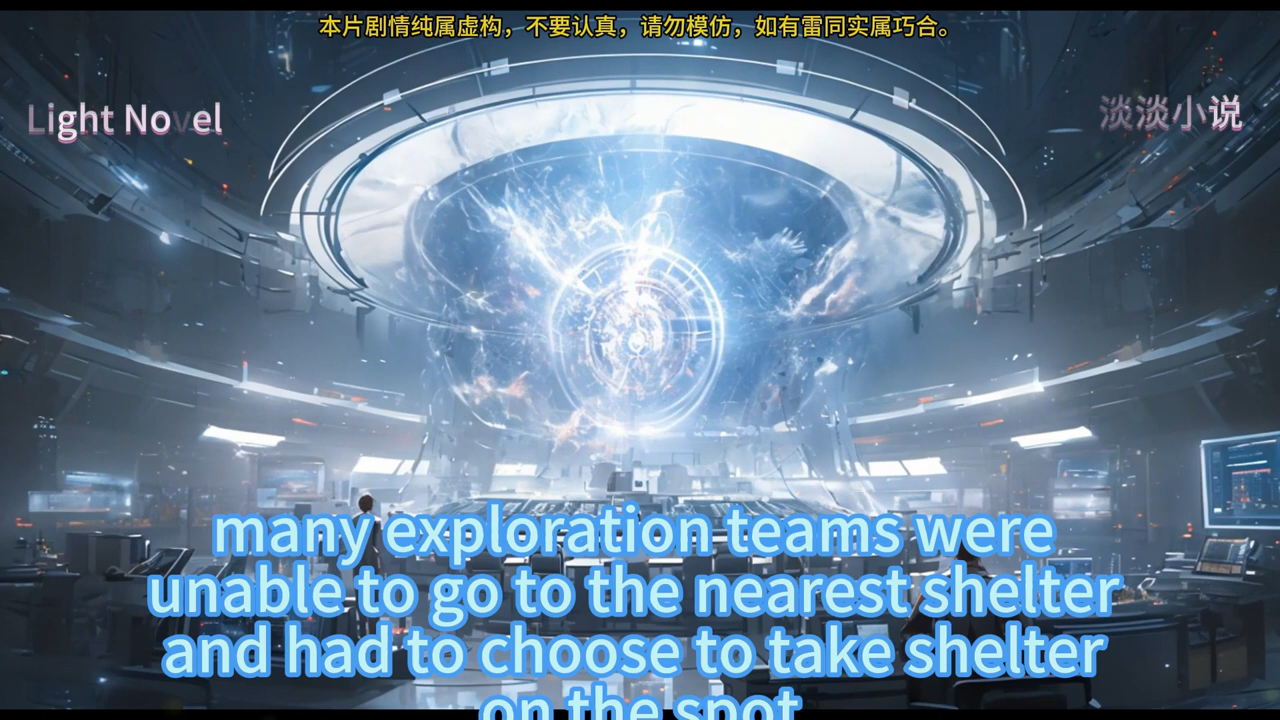 本片剧情纯属虚构，不要认真，请勿模仿，如有雷同实属巧合。
Light Novel
淡淡小说
many exploration teams were
unable to go to the nearest shelter
and had to choose to take shelter
on the spot